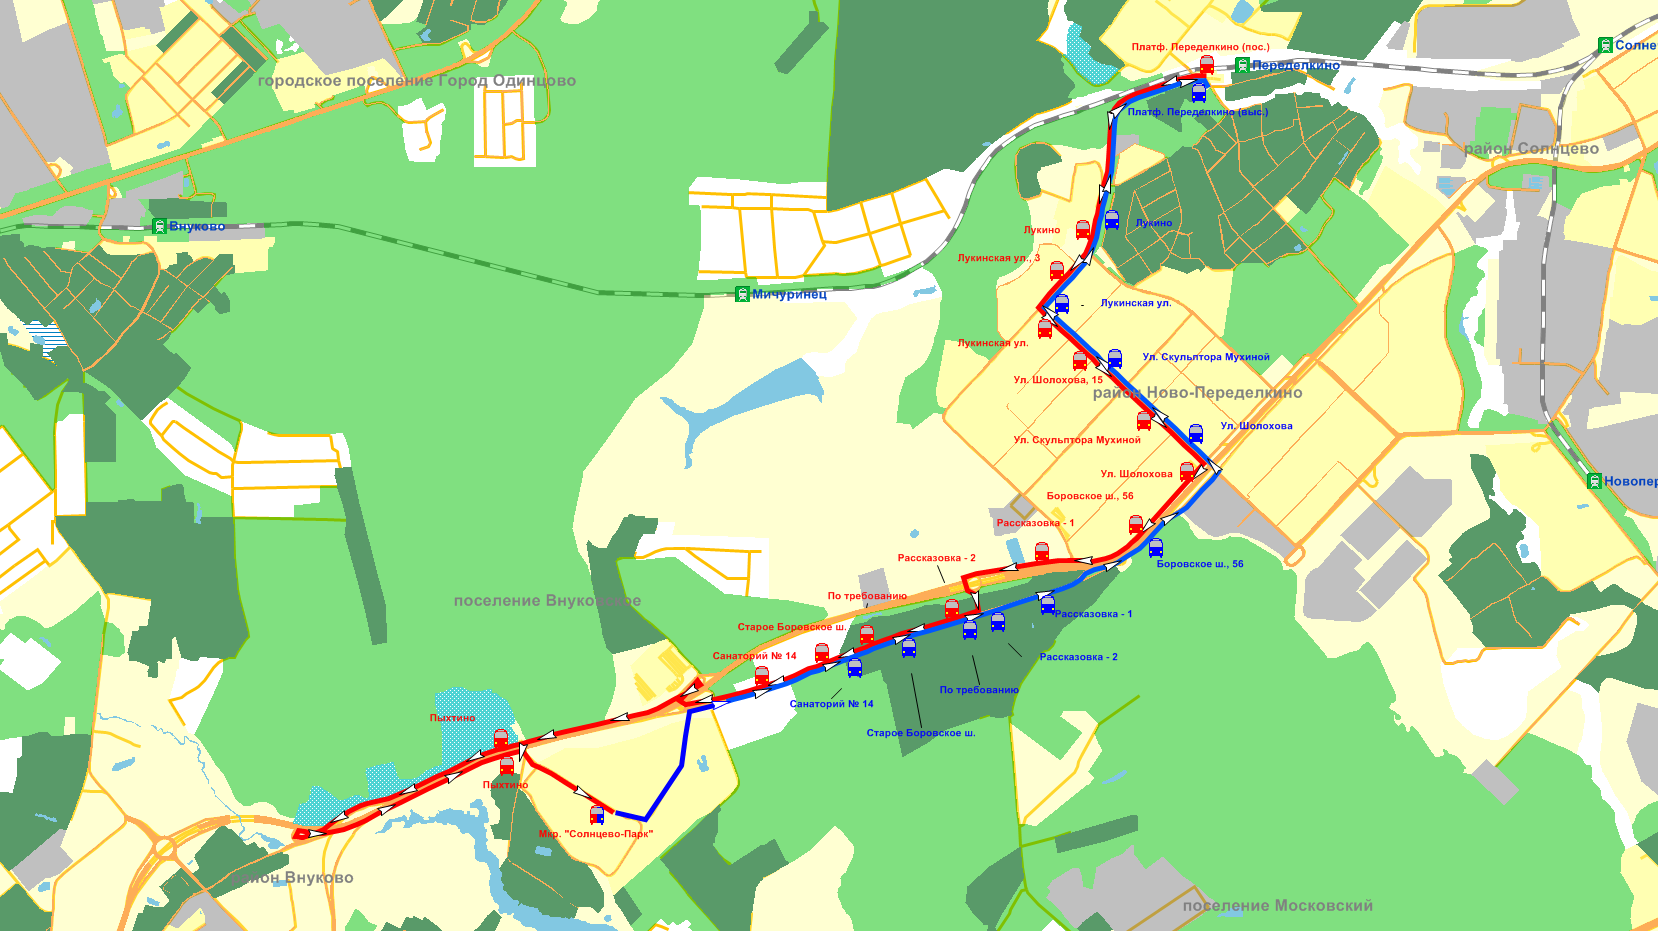 Платф. Переделкино (пос.)
Солне
Переделкино
городское поселение Город Одинцово
Платф. Переделкино (выс.)
район Солнцево
Внуково
Лукино
Лукино
Лукинская ул., 3
Мичуринец
Лукинская ул.
Лукинская ул.
Ул. Скульптора Мухиной
Ул. Шолохова, 15
район Ново-Переделкино
Ул. Шолохова
Ул. Скульптора Мухиной
Ул. Шолохова
Новопер
Боровское ш., 56
Рассказовка - 1
Рассказовка - 2
Боровское ш., 56
По требованию
поселение Внуковское
Рассказовка - 1
Старое Боровское ш.
Санаторий № 14
Рассказовка - 2
По требованию
Санаторий № 14
Пыхтино
Старое Боровское ш.
Пыхтино
Мкр. "Солнцево-Парк"
район Внуково
поселение Московский